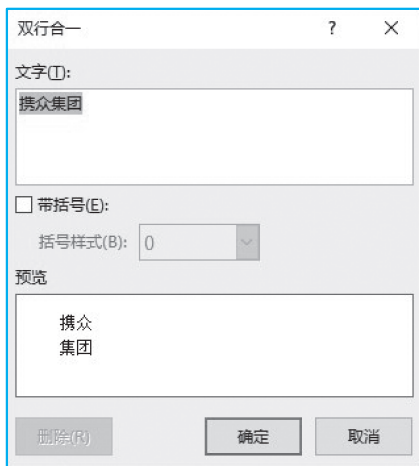 双行合一 ? ×
文字(T):
携众集团
带括号(E):
括号样式(B): ()
预览
携众
集团
删除(R) 确定 取消